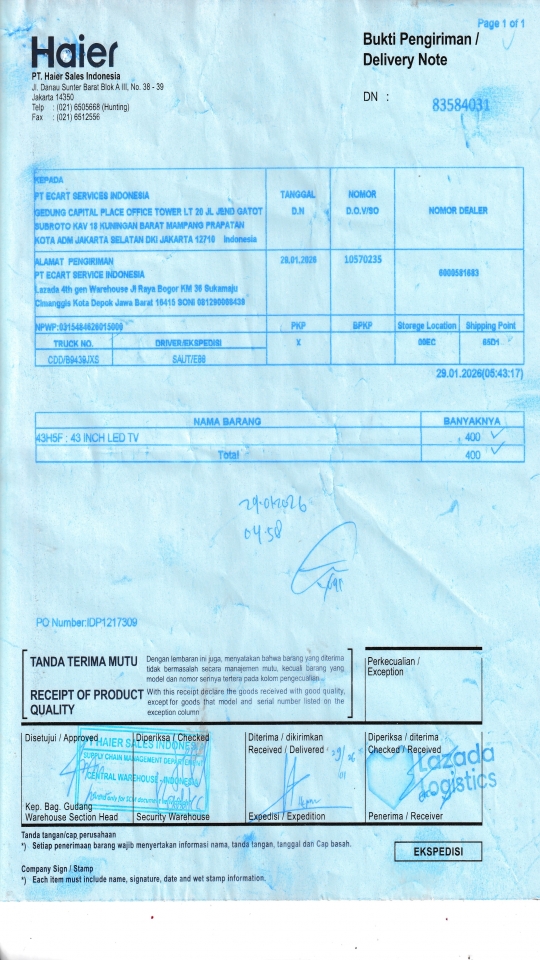 Page 1 of 1
Haier
Bukti Pengiriman /
Delivery Note
PT. Haier Sales Indonesia
Jl. Danau Sunter Barat Blok A III, No. 38 - 39
Jakarta 14350
Telp : (021) 6505668 (Hunting)
Fax : (021) 6512556
DN : 83584031
KEPADA
PT ECART SERVICES INDONESIA
GEDUNG CAPITAL PLACE OFFICE TOWER LT 20 JL JEND GATOT
SUBROTO KAV 18 KUNINGAN BARAT MAMPANG PRAPATAN
KOTA ADM JAKARTA SELATAN DKI JAKARTA 12710 Indonesia
TANGGAL
D.N
NOMOR
D.O.V/SO
NOMOR DEALER
ALAMAT PENGIRIMAN
PT ECART SERVICE INDONESIA
Lazada 4th gen Warehouse Jl Raya Bogor KM 36 Sukamaju
Cimanggis Kota Depok Jawa Barat 16415 SONI
29.01.2026
10570235
NPWP:
PKP
BPKP
Storage Location
Shipping Point
TRUCK NO.
DRIVER/EKSPEDISI
X
CDD/B9439JXS
29.01.2026(05:43:17)
NAMA BARANG
BANYAKNYA
43H5F : 43 INCH LED TV
400
Total
400
29.01.2026
04.58
PO Number:IDP1217309
TANDA TERIMA MUTU
Dengan lembaran ini juga, menyatakan bahwa barang yang diterima
tidak bermasalah secara manajemen mutu, kecuali barang yang
model dan nomor serinya tertera pada kolom pengecualian
RECEIPT OF PRODUCT
QUALITY
With this receipt declare the goods received with good quality,
except for goods that model and serial number listed on the
exception column
Perkecualian /
Exception
Disetujui / Approved
Diperiksa / Checked
Diterima / dikirimkan
Received / Delivered
Diperiksa / diterima
Checked / Received
PT HAIER SALES INDONESIA
SUPPLY CHAIN MANAGEMENT DEPARTMENT
CENTRAL WAREHOUSE - INDONESIA
Lazada
Logistics
Kep. Bag. Gudang
Warehouse Section Head
Security Warehouse
Expedisi / Expedition
Penerima / Receiver
Tanda tangan/cap perusahaan
*) Setiap penerimaan barang wajib menyertakan informasi nama, tanda tangan, tanggal dan Cap basah.
EKSPEDISI
Company Sign / Stamp
*) Each item must include name, signature, date and wet stamp information.